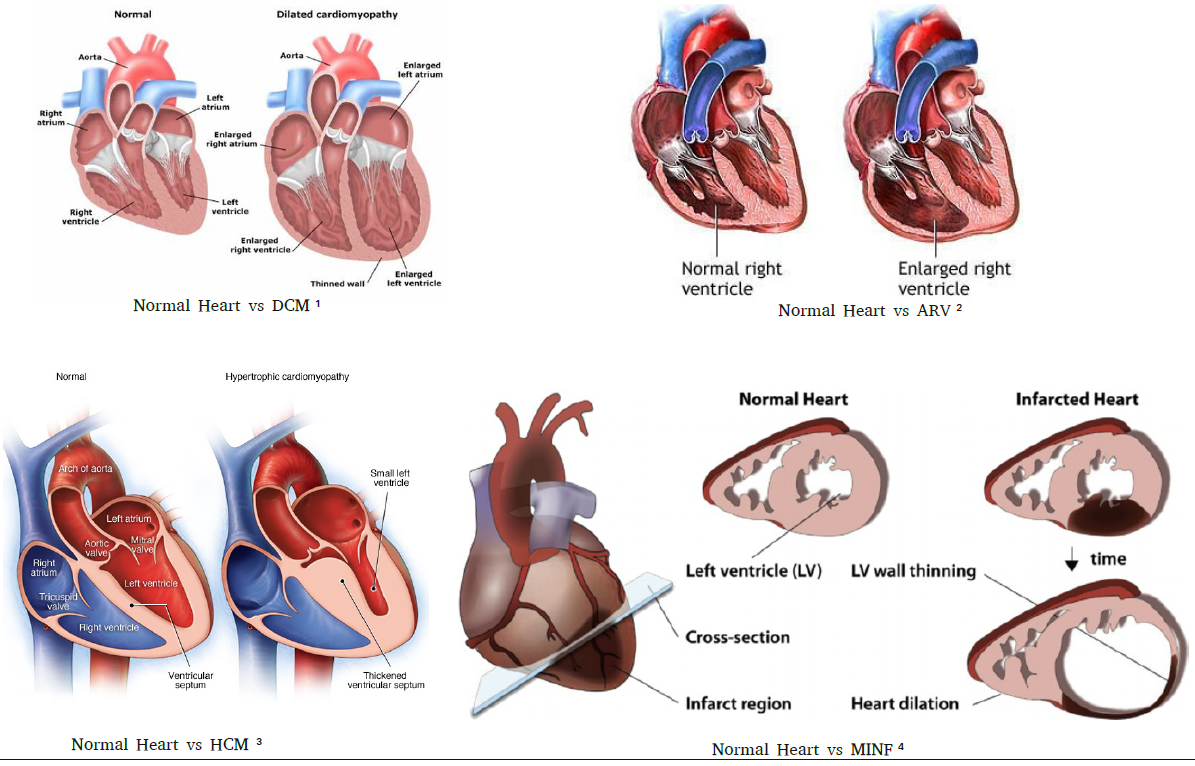 Normal
Dilated cardiomyopathy
Aorta
Aorta
Enlarged
left atrium
Left
atrium
Right
atrium
Enlarged
right atrium
Left
ventricle
Right
ventricle
Enlarged
right ventricle
Thinned wall
Enlarged
left ventricle
Normal Heart vs DCM 1
Normal right
ventricle
Enlarged right
ventricle
Normal Heart vs ARV 2
Normal
Hypertrophic cardiomyopathy
Arch of aorta
Left atrium
Aortic
valve
Mitral
valve
Right
atrium
Left ventricle
Tricuspid
valve
Right ventricle
Ventricular
septum
Small left
ventricle
Thickened
ventricular septum
Normal Heart vs HCM 3
Normal Heart
Infarcted Heart
Left ventricle (LV)
LV wall thinning
time
Cross-section
Infarct region
Heart dilation
Normal Heart vs MINF 4